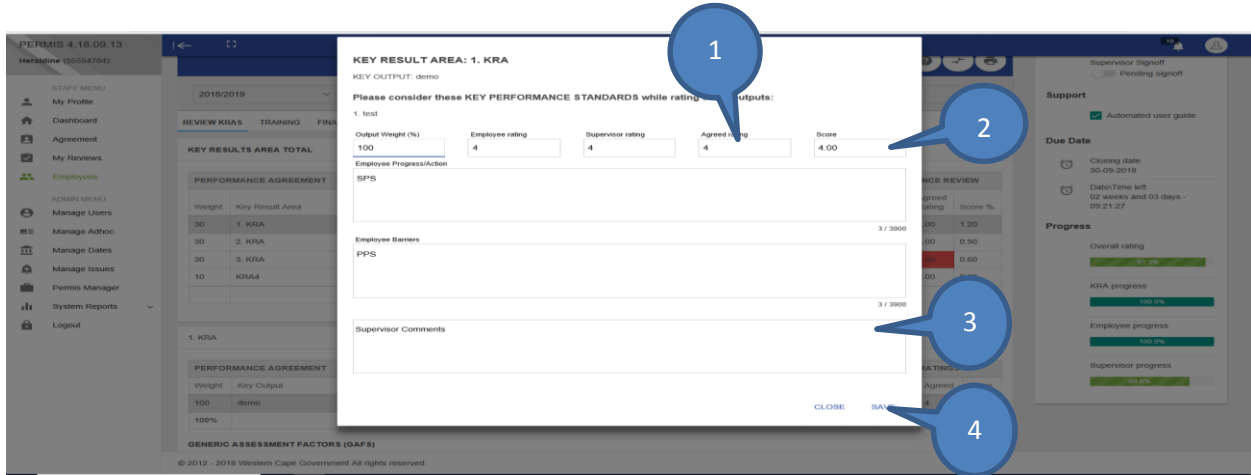 PERMIS 4.18.09.13
Heraldine (55554764)
STAFF MENU
My Profile
Dashboard
Agreement
My Reviews
Employees
ADMIN MENU
Manage Users
Manage Adhoc
Manage Dates
Manage Issues
Permis Manager
System Reports
Logout
2018/2019
REVIEW KRAS TRAINING
KEY RESULTS AREA TOTAL
PERFORMANCE AGREEMENT
Weight Key Result Area
30 1. KRA
30 2. KRA
30 3. KRA
10 KRA4
1. KRA
PERFORMANCE AGREEMENT
Weight Key Output
100 demo
100%
GENERIC ASSESSMENT FACTORS (GAFS)
© 2012 - 2018 Western Cape Government All rights reserved.
KEY RESULT AREA: 1. KRA
KEY OUTPUT: demo
Please consider these KEY PERFORMANCE STANDARDS while rating
1. test
Output Weight (%) Employee rating Supervisor rating Agreed rating Score
100 4 4 4 4.00
Employee Progress/Action
SPS
3 / 3900
Employee Barriers
PPS
3 / 3900
Supervisor Comments
CLOSE
1
2
3
4
REVIEW
Score %
1.20
0.90
0.60
Agreed
4
10
Supervisor Signoff
Pending signoff
Support
Automated user guide
Due Date
Closing date
30-09-2018
Date\Time left
02 weeks and 03 days -
09:21:27
Progress
Overall rating
KRA progress
100.0%
Employee progress
100.0%
Supervisor progress